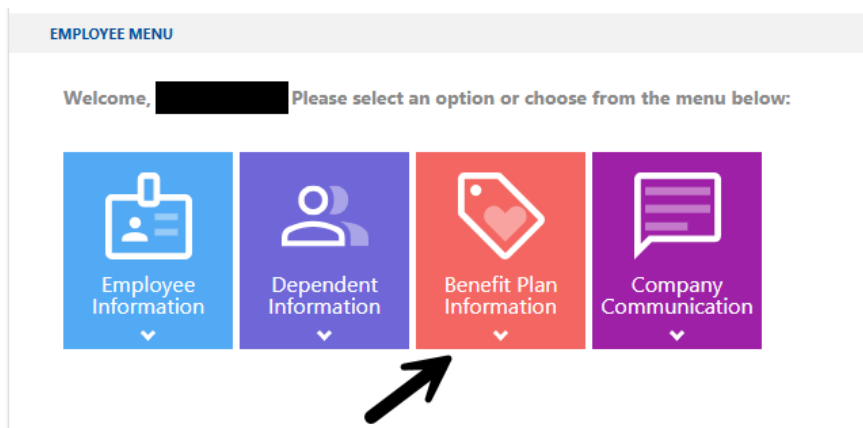 EMPLOYEE MENU
Welcome, Please select an option or choose from the menu below:
Employee
Information
Dependent
Information
Benefit Plan
Information
Company
Communication